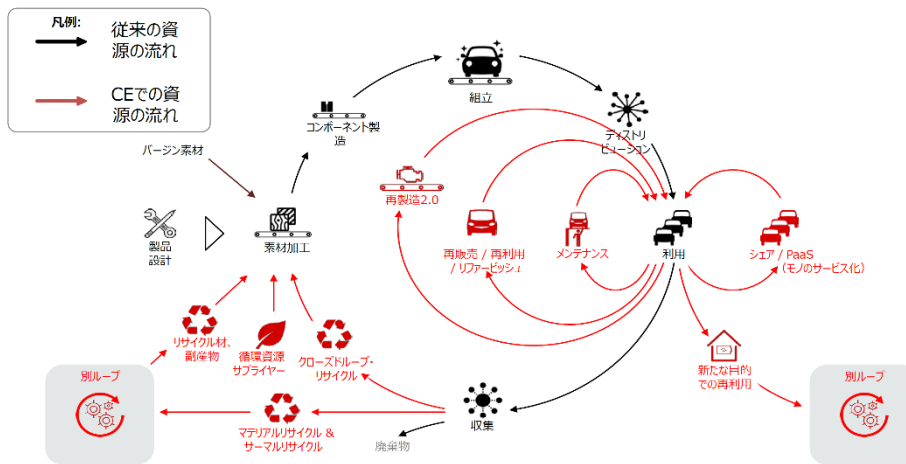 凡例:
従来の資
源の流れ
CEでの資
源の流れ
組立
コンポーネント製
造
ディストリ
ビューション
バージン素材
製品
設計
素材加工
再製造2.0
再販売 / 再利用
/ リファービッシュ
メンテナンス
利用
シェア / PaaS
(モノのサービス化)
リサイクル材、
副産物
循環資源
サプライヤー
クローズドループ・
リサイクル
新たな目的
での再利用
別ループ
マテリアルリサイクル &
サーマルリサイクル
廃棄物
収集
別ループ